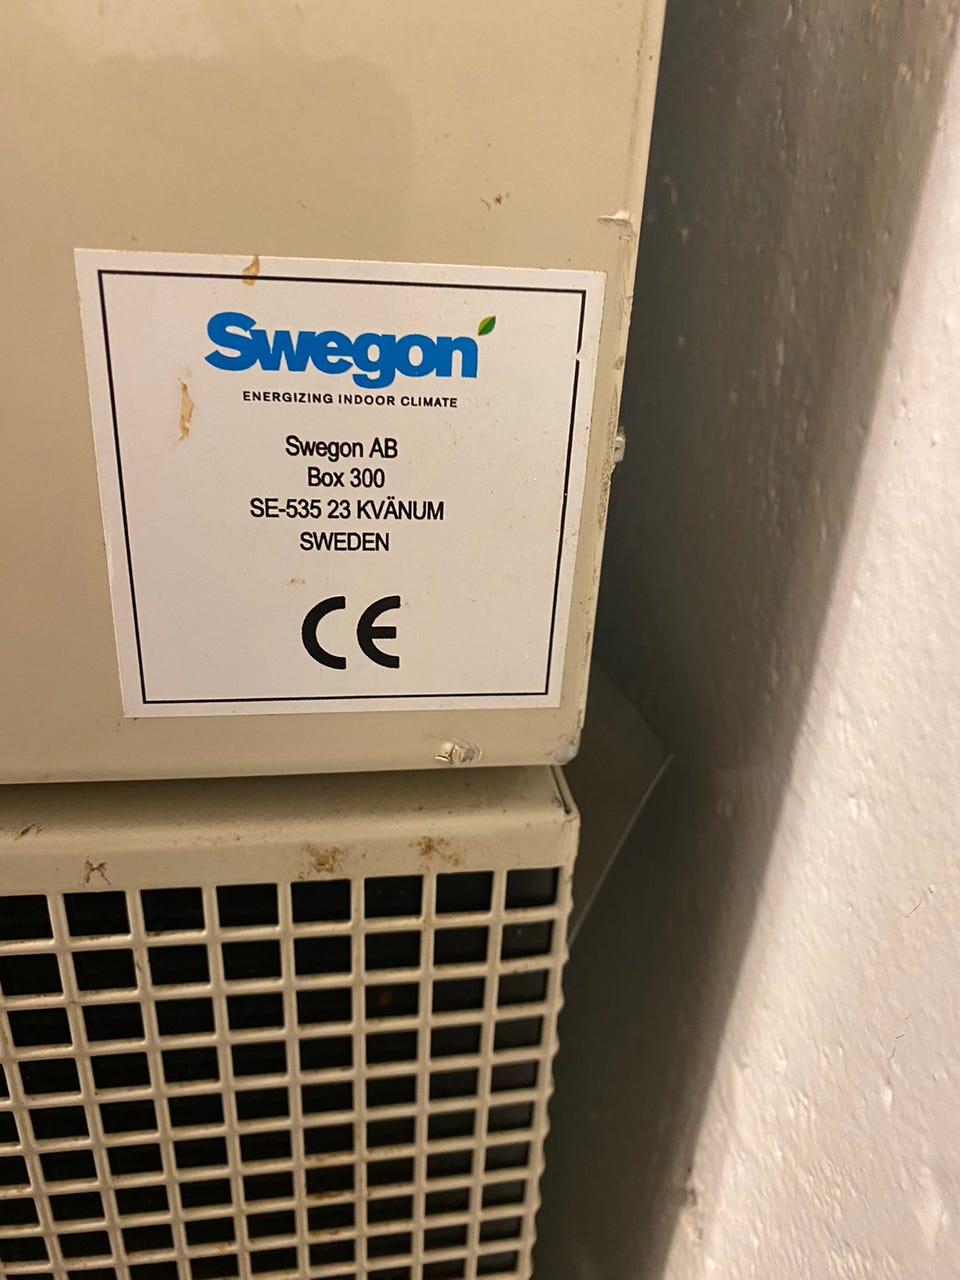 Swegon
ENERGIZING INDOOR CLIMATE
Swegon AB
Box 300
SE-535 23 KVÄNUM
SWEDEN
CE